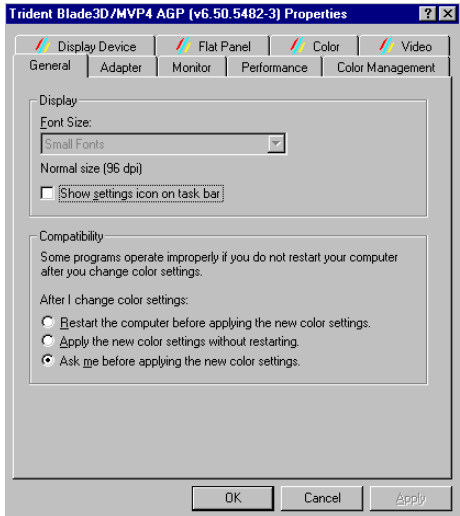 Trident Blade3D/MVP4 AGP (v6.50.5482-3) Properties
Display Device
Flat Panel
Color
Video
General
Adapter
Monitor
Performance
Color Management
Display
Font Size:
Small Fonts
Normal size (96 dpi)
Show settings icon on task bar
Compatibility
Some programs operate improperly if you do not restart your computer
after you change color settings.
After I change color settings:
Restart the computer before applying the new color settings.
Apply the new color settings without restarting.
Ask me before applying the new color settings.
OK
Cancel
Apply